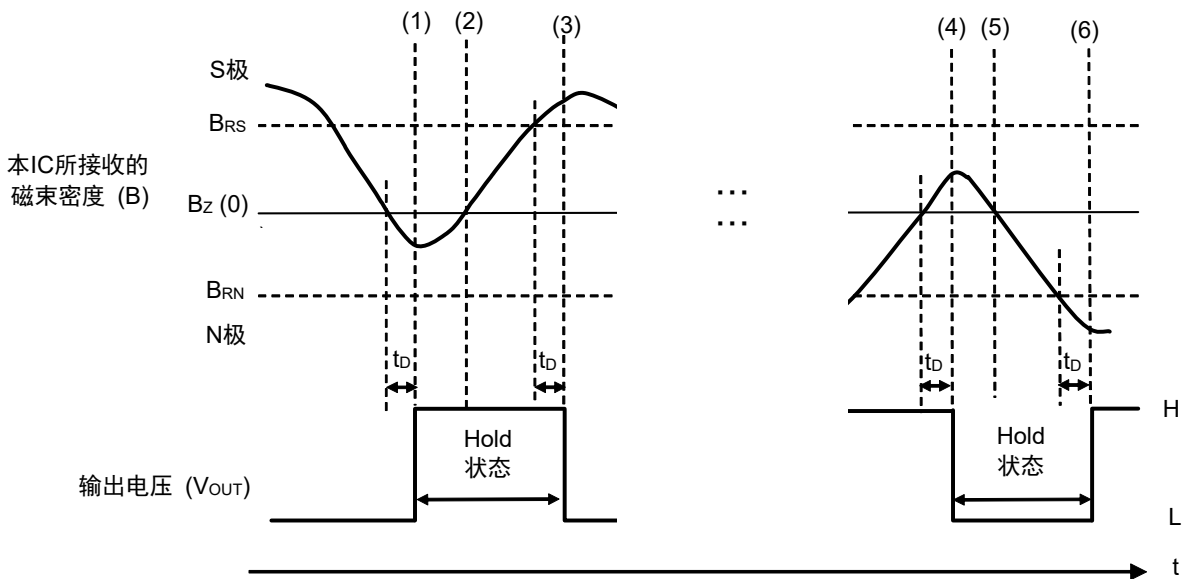 (1)
(2)
(3)
(4)
(5)
(6)
S极
BRS
本IC所接收的
磁束密度 (B)
BZ (0)
...
...
BRN
N极
tD
tD
tD
tD
H
Hold
状态
Hold
状态
输出电压 (VOUT)
L
t